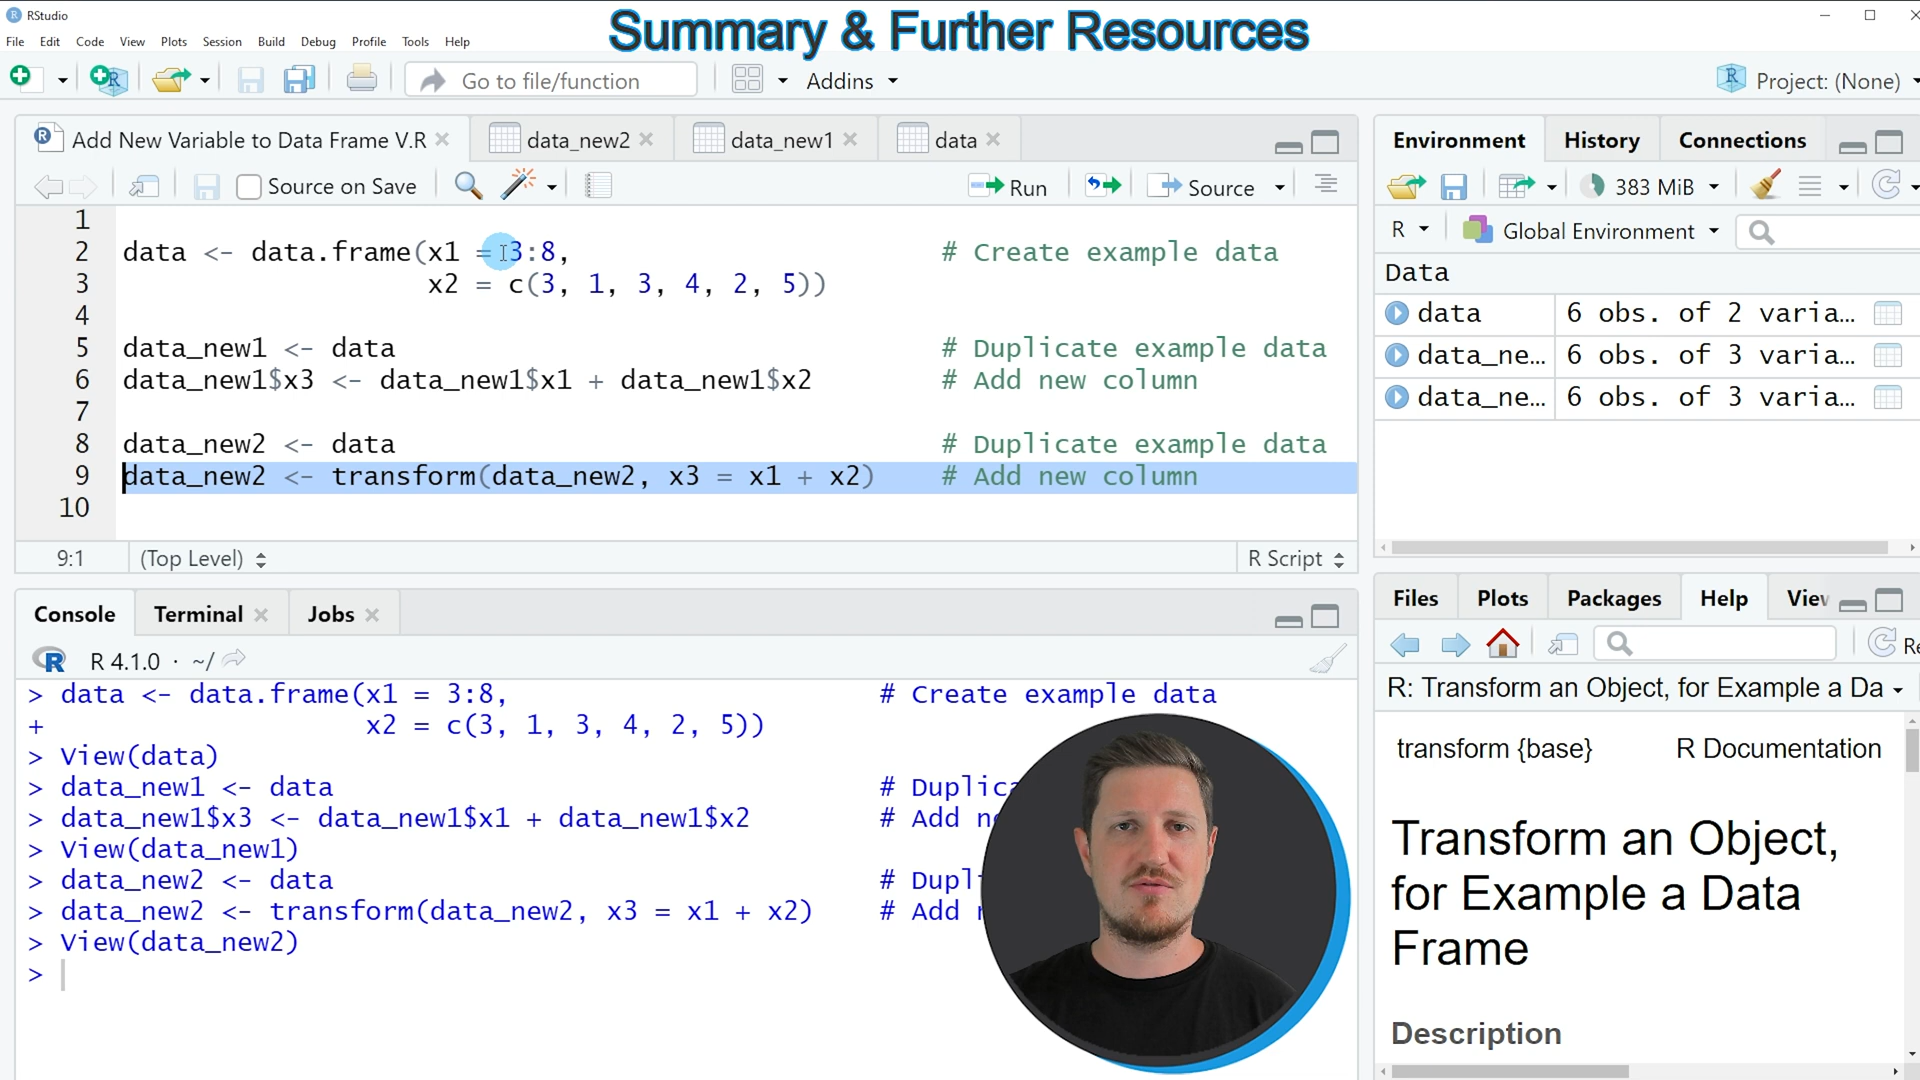 RStudio
Summary & Further Resources
File Edit Code View Plots Session Build Debug Profile Tools Help
Go to file/function Addins Project: (None)
Add New Variable to Data Frame V.R data_new2 data_new1 data
Source on Save Run Source
1
2 data <- data.frame(x1 = 3:8, # Create example data
3 x2 = c(3, 1, 3, 4, 2, 5))
4
5 data_new1 <- data # Duplicate example data
6 data_new1$x3 <- data_new1$x1 + data_new1$x2 # Add new column
7
8 data_new2 <- data # Duplicate example data
9 data_new2 <- transform(data_new2, x3 = x1 + x2) # Add new column
10
9:1 (Top Level) R Script
Console Terminal Jobs
R 4.1.0 · ~/
> data <- data.frame(x1 = 3:8, # Create example data
+ x2 = c(3, 1, 3, 4, 2, 5))
> View(data)
> data_new1 <- data # Duplica
> data_new1$x3 <- data_new1$x1 + data_new1$x2 # Add ne
> View(data_new1)
> data_new2 <- data # Dupli
> data_new2 <- transform(data_new2, x3 = x1 + x2) # Add
> View(data_new2)
>
Environment History Connections
383 MiB
R Global Environment
Data
data 6 obs. of 2 varia…
data_ne… 6 obs. of 3 varia…
data_ne… 6 obs. of 3 varia…
Files Plots Packages Help View
Re
R: Transform an Object, for Example a Da
transform {base} R Documentation
Transform an Object,
for Example a Data
Frame
Description